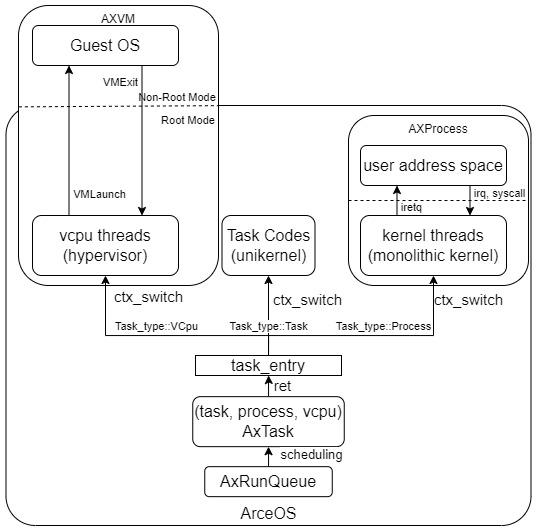 AXVM
Guest OS
VMExit
Non-Root Mode
Root Mode
AXProcess
user address space
VMLaunch
irq, syscall
iretq
vcpu threads
(hypervisor)
Task Codes
(unikernel)
kernel threads
(monolithic kernel)
ctx_switch
ctx_switch
ctx_switch
Task_type::VCpu
Task_type::Task
Task_type::Process
task_entry
ret
(task, process, vcpu)
AxTask
scheduling
AxRunQueue
ArceOS